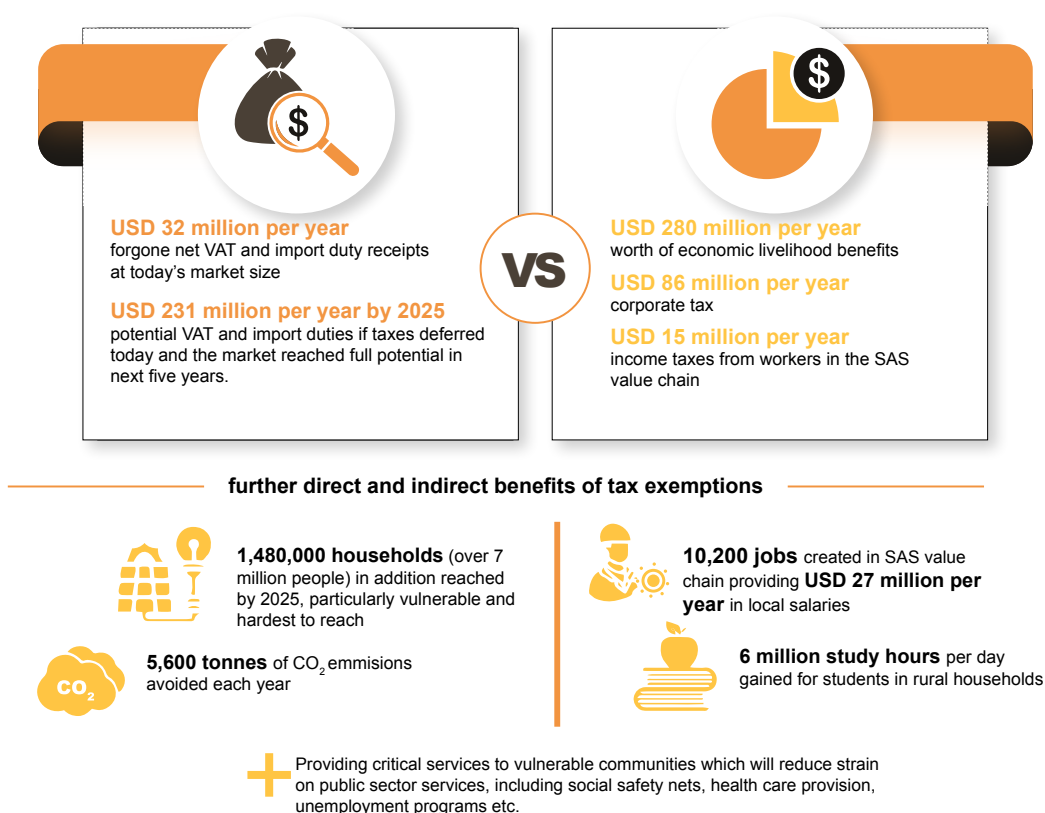 $
USD 32 million per year
forgone net VAT and import duty receipts
at today's market size
USD 231 million per year by 2025
potential VAT and import duties if taxes deferred
today and the market reached full potential in
next five years.
VS
$
USD 280 million per year
worth of economic livelihood benefits
USD 86 million per year
corporate tax
USD 15 million per year
income taxes from workers in the SAS
value chain
further direct and indirect benefits of tax exemptions
1,480,000 households (over 7
million people) in addition reached
by 2025, particularly vulnerable and
hardest to reach
CO2
5,600 tonnes of CO2 emmisions
avoided each year
10,200 jobs created in SAS value
chain providing USD 27 million per
year in local salaries
6 million study hours per day
gained for students in rural households
Providing critical services to vulnerable communities which will reduce strain
on public sector services, including social safety nets, health care provision,
unemployment programs etc.